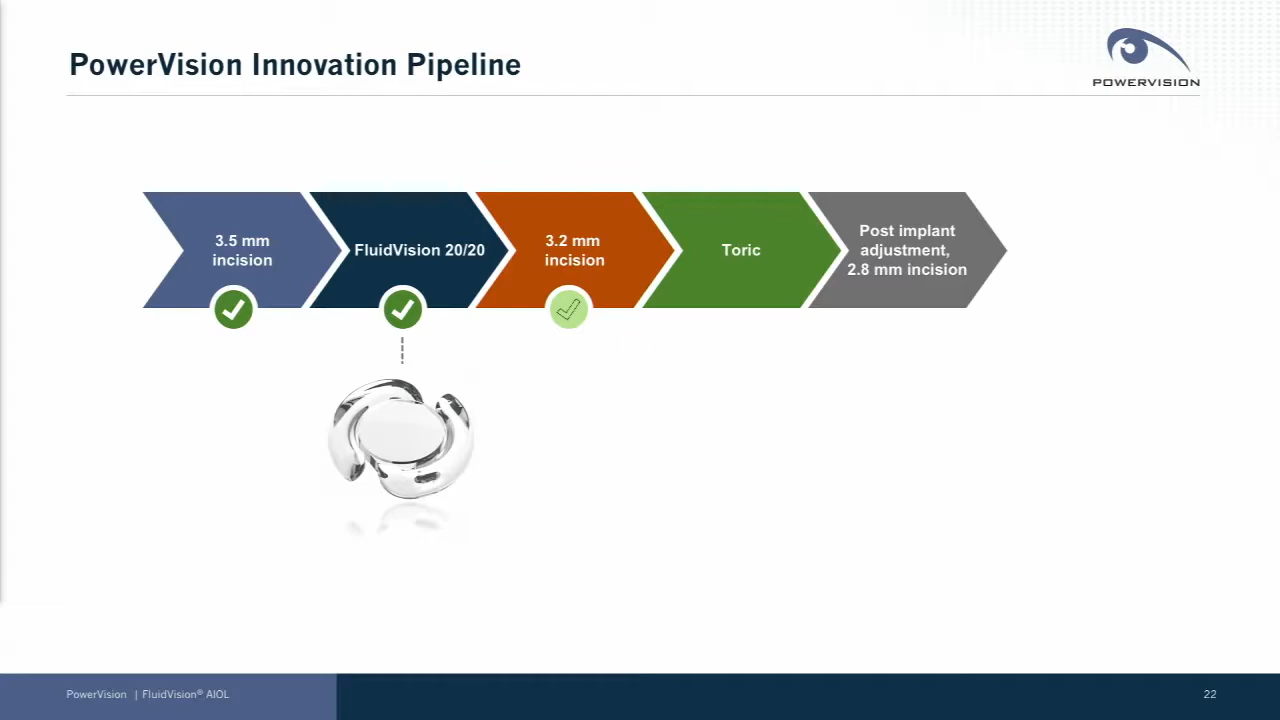 PowerVision Innovation Pipeline
POWERVISION
3.5 mm
incision
FluidVision 20/20
3.2 mm
incision
Toric
Post implant
adjustment,
2.8 mm incision
PowerVision | FluidVision® AIOL
22